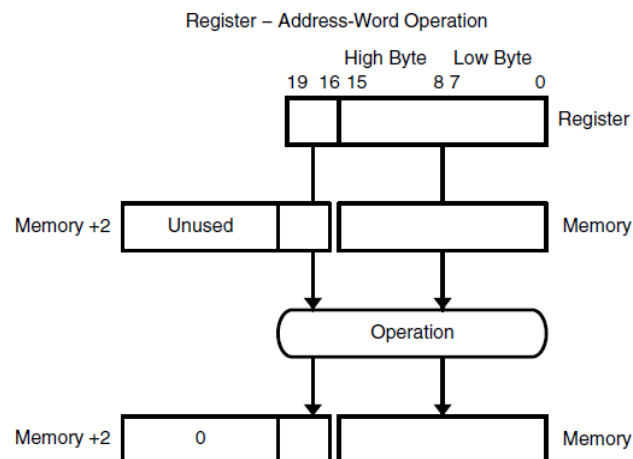 Register – Address-Word Operation
High Byte Low Byte
19 16 15 8 7 0
Register
Memory +2 Unused Memory
Operation
Memory +2 0 Memory